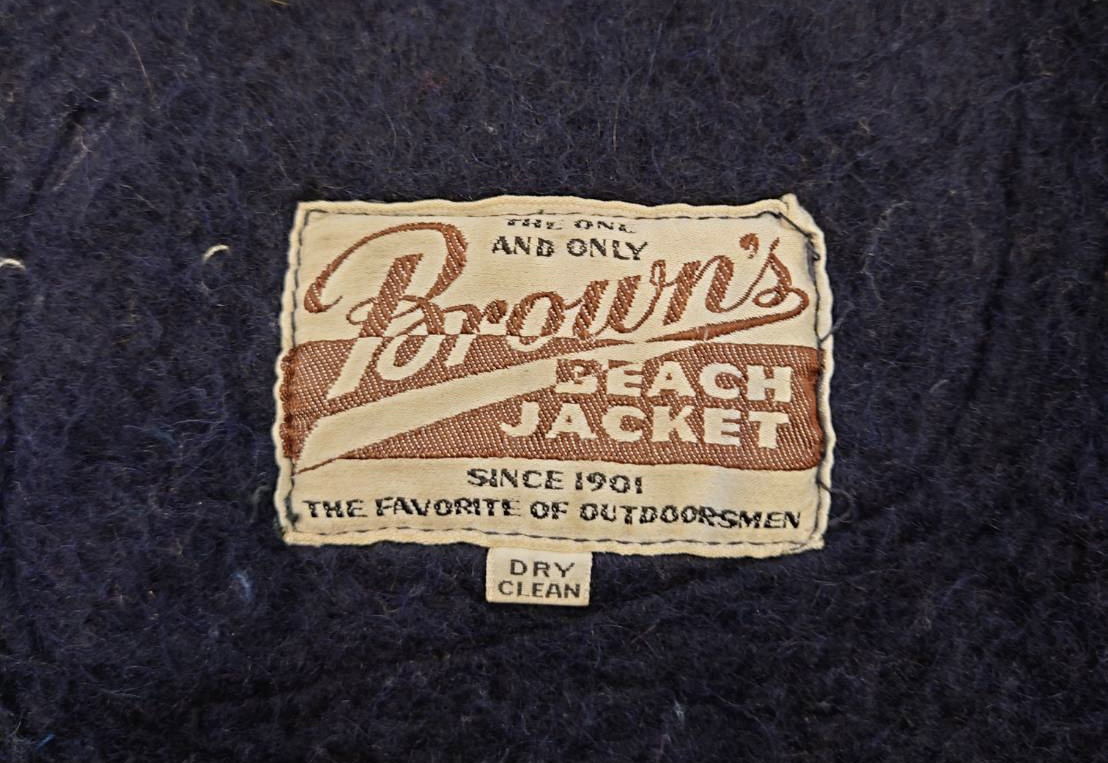 THE ONE
AND ONLY
Brown's
BEACH
JACKET
SINCE 1901
THE FAVORITE OF OUTDOORSMEN
DRY
CLEAN